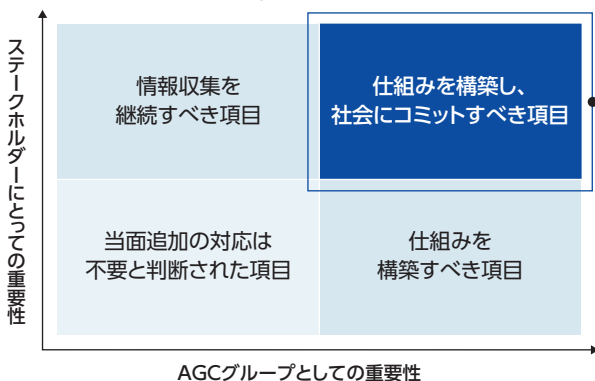 ステークホルダーにとっての重要性
情報収集を
継続すべき項目
仕組みを構築し、
社会にコミットすべき項目
当面追加の対応は
不要と判断された項目
仕組みを
構築すべき項目
AGCグループとしての重要性